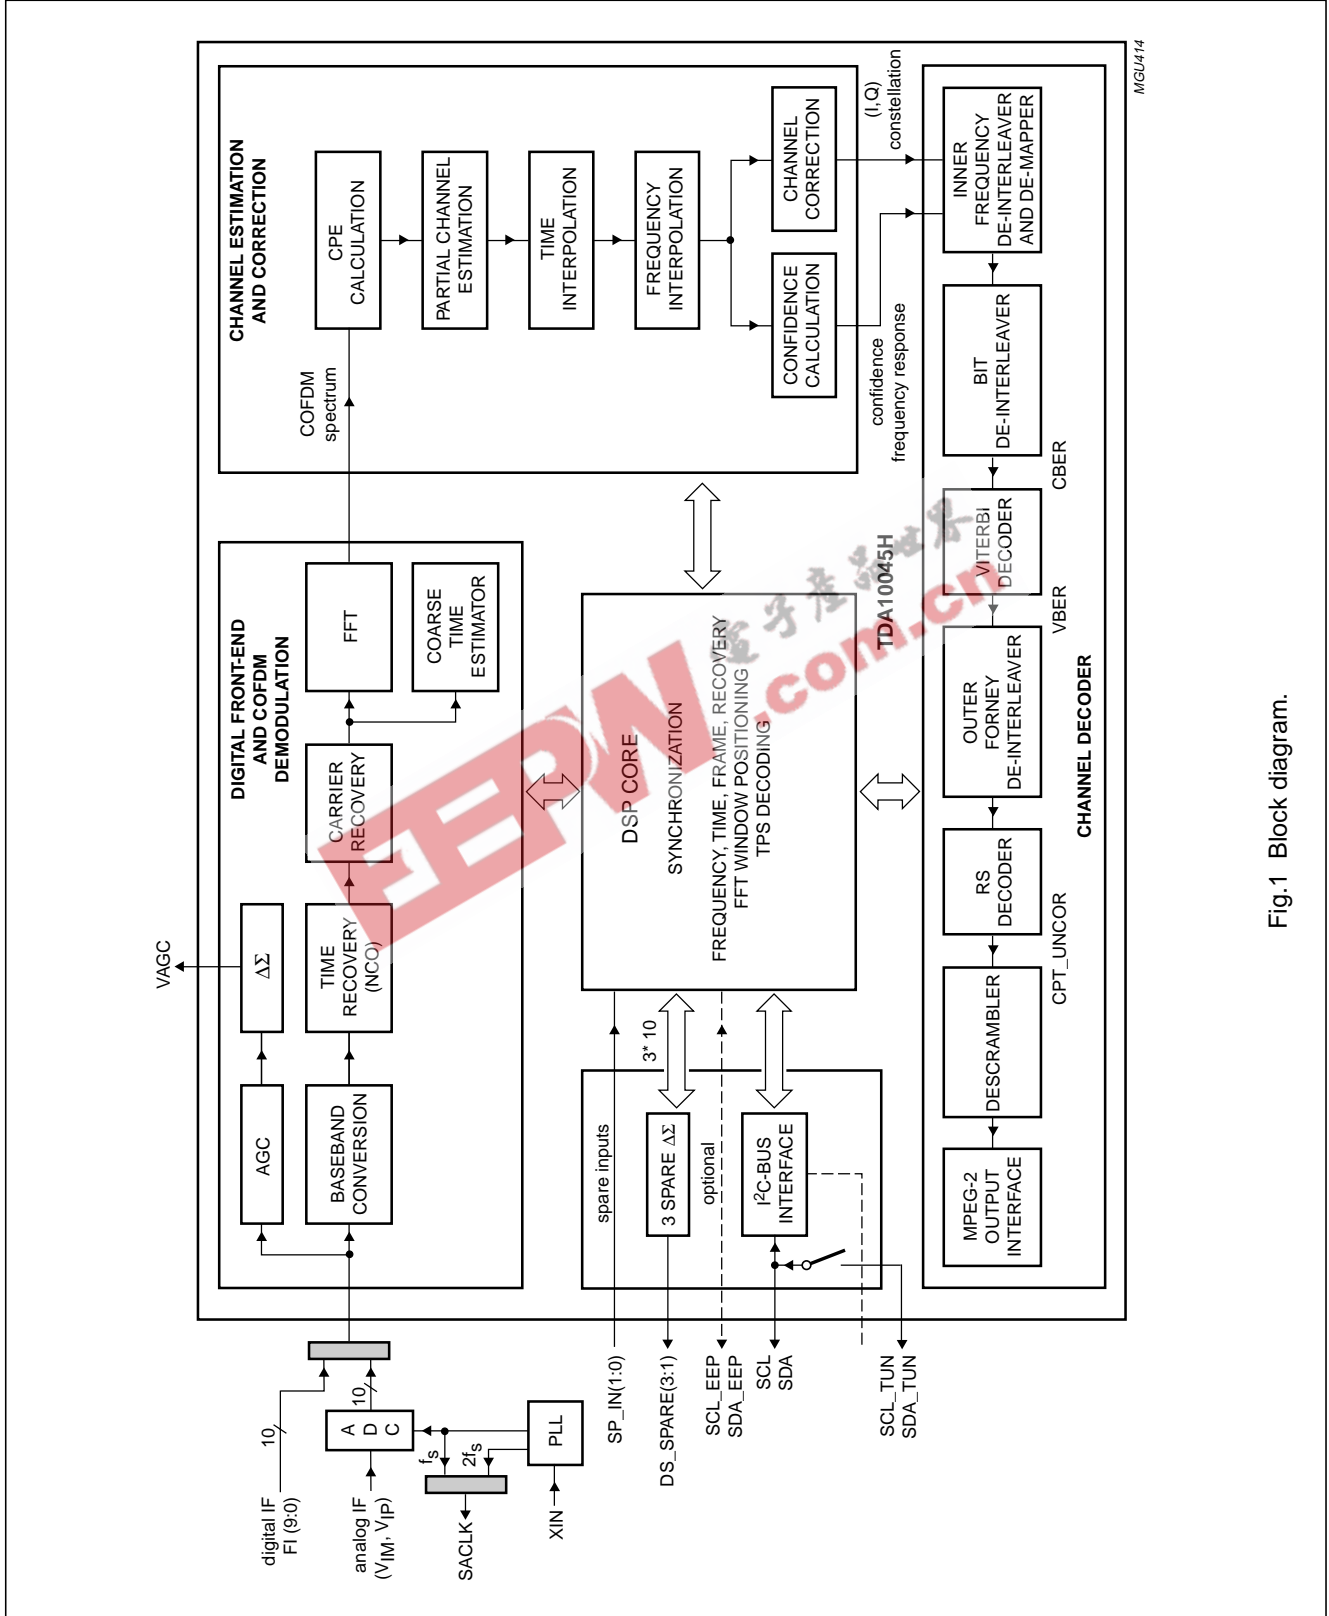 VAGC
DIGITAL FRONT-END
AND COFDM
DEMODULATION
AGC
ΔΣ
BASEBAND
CONVERSION
TIME
RECOVERY
(NCO)
CARRIER
RECOVERY
FFT
COARSE
TIME
ESTIMATOR
COFDM
spectrum
CHANNEL ESTIMATION
AND CORRECTION
CPE
CALCULATION
PARTIAL CHANNEL
ESTIMATION
TIME
INTERPOLATION
FREQUENCY
INTERPOLATION
CONFIDENCE
CALCULATION
CHANNEL
CORRECTION
confidence
frequency response
(I,Q)
constellation
digital IF
FI (9:0)
10
analog IF
(VIM, VIP)
A
D
C
10
fs
2fs
SACLK
PLL
XIN
SP_IN(1:0)
spare inputs
DS_SPARE(3:1)
3 SPARE ΔΣ
3* 10
SCL_EEP
SDA_EEP
optional
SCL
SDA
I²C-BUS
INTERFACE
SCL_TUN
SDA_TUN
DSP CORE
SYNCHRONIZATION
FREQUENCY, TIME, FRAME, RECOVERY
FFT WINDOW POSITIONING
TPS DECODING
TDA10045H
MPEG-2
OUTPUT
INTERFACE
DESCRAMBLER
RS
DECODER
OUTER
FORNEY
DE-INTERLEAVER
VITERBI
DECODER
BIT
DE-INTERLEAVER
INNER
FREQUENCY
DE-INTERLEAVER
AND DE-MAPPER
CPT_UNCOR
VBER
CBER
CHANNEL DECODER
MGU414
Fig.1 Block diagram.
EEPW.com.cn
電子產品世界